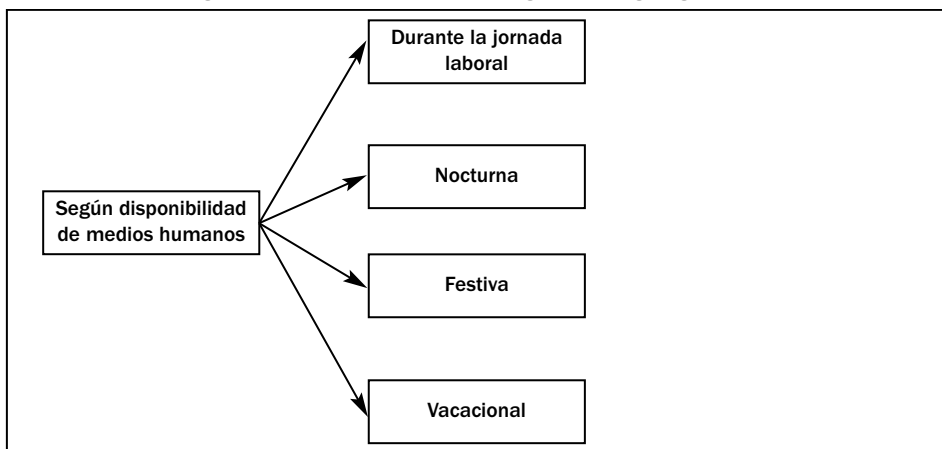 Durante la jornada
laboral
Nocturna
Según disponibilidad
de medios humanos
Festiva
Vacacional